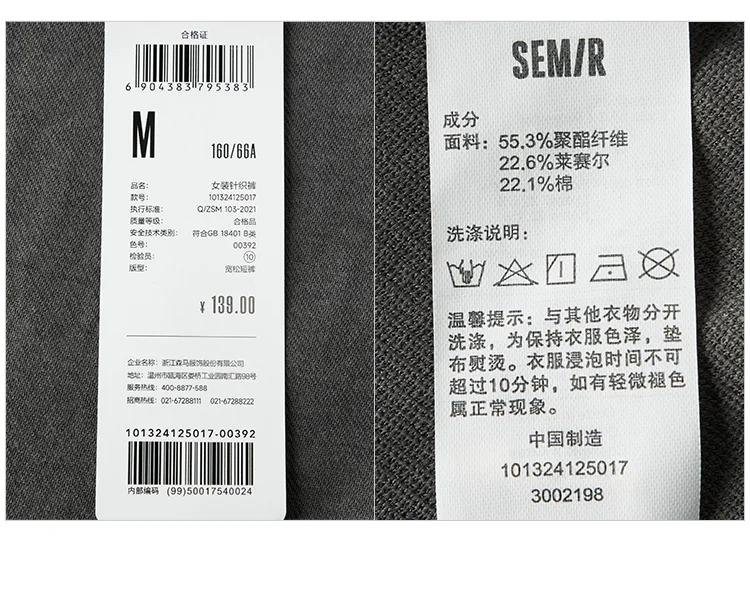 合格证
6 904383 795383
M
160/66A
品名: 女装针织裤
款号: 101324125017
执行标准: Q/ZSM 103-2021
质量等级: 合格品
安全技术类别: 符合GB 18401 B类
色号: 00392
检验员: 10
版型: 宽松短裤
¥ 139.00
企业名称: 浙江森马服饰股份有限公司
地址: 温州市瓯海区娄桥工业园南汇路98号
服务热线: 400-8877-588
招商热线: 021-67288111 021-67288222
101324125017-00392
内部编码 (99)50017540024
SEMIR
成分
面料: 55.3%聚酯纤维
22.6%莱赛尔
22.1%棉
洗涤说明:
温馨提示: 与其他衣物分开
洗涤, 为保持衣服色泽, 垫
布熨烫。衣服浸泡时间不可
超过10分钟, 如有轻微褪色
属正常现象。
中国制造
101324125017
3002198